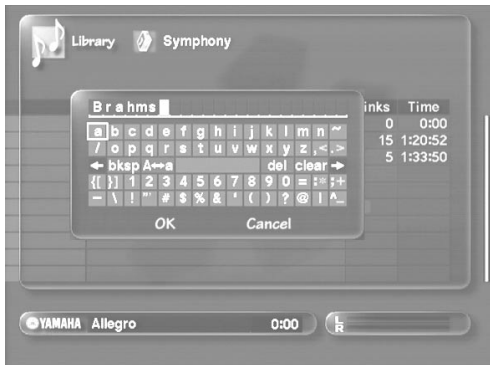 Library Symphony
Brahms
inks Time
0 0:00
15 1:20:52
5 1:33:50
a b c d e f g h i j k l m n ~
/ o p q r s t u v w x y z ,< .>
bksp A↔a del clear
{[ }] 1 2 3 4 5 6 7 8 9 0 = :* ;+
- \ ! "' # $ % & ' ( ) ? @ | ^_
OK Cancel
YAMAHA Allegro 0:00 L
R